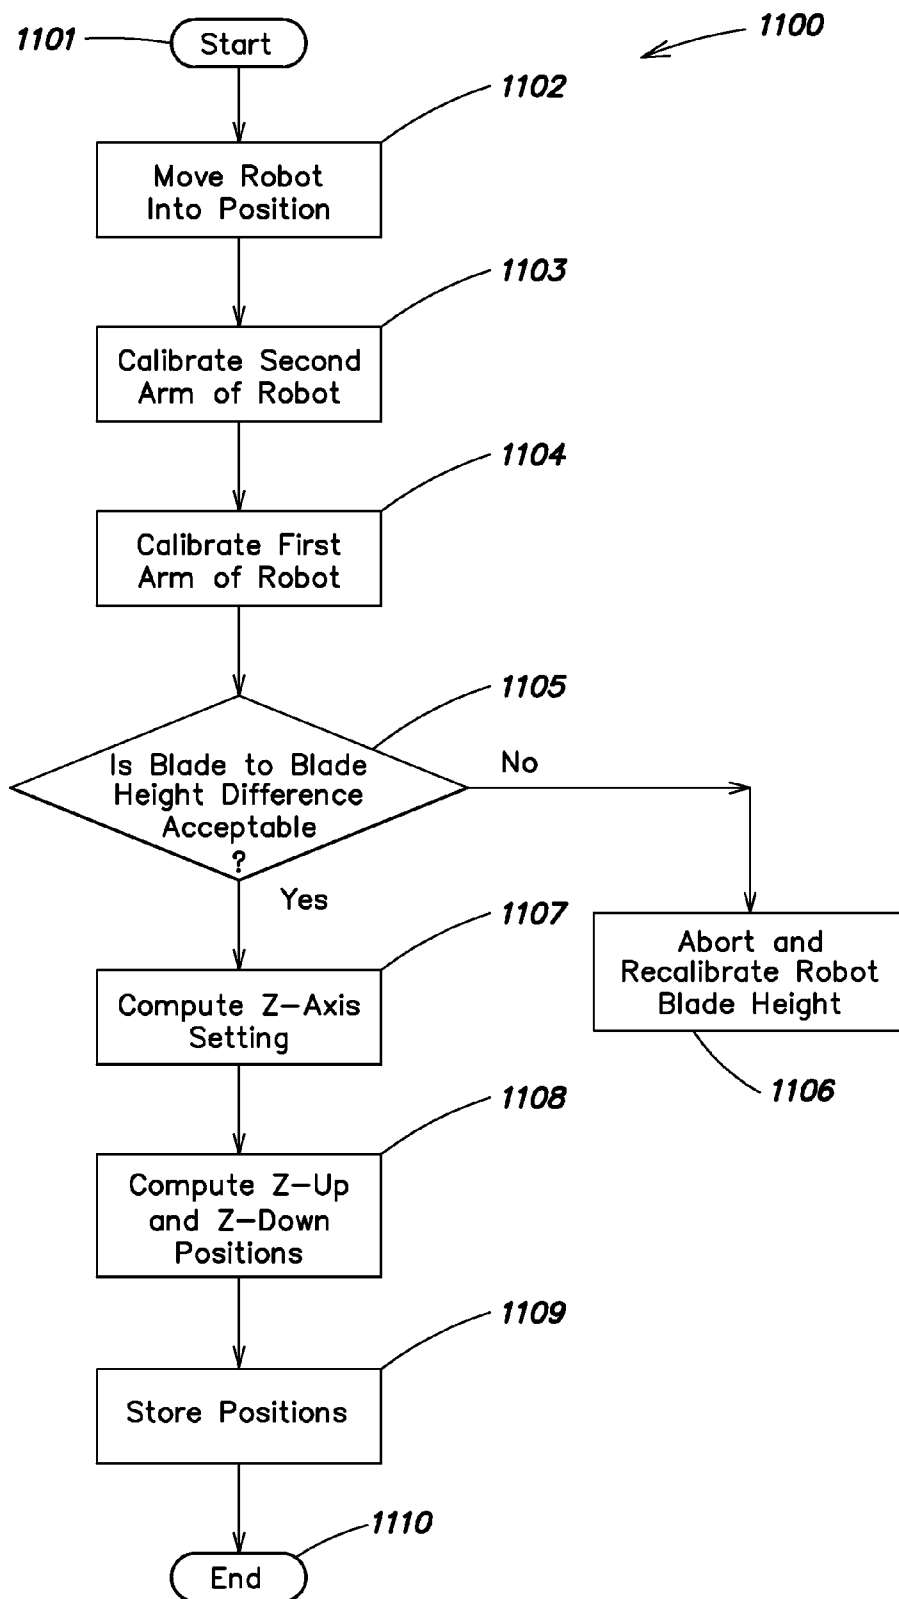 1101
Start
1100
1102
Move Robot
Into Position
1103
Calibrate Second
Arm of Robot
1104
Calibrate First
Arm of Robot
1105
Is Blade to Blade
Height Difference
Acceptable
?
No
Yes
1107
Compute Z-Axis
Setting
Abort and
Recalibrate Robot
Blade Height
1106
1108
Compute Z-Up
and Z-Down
Positions
1109
Store Positions
1110
End